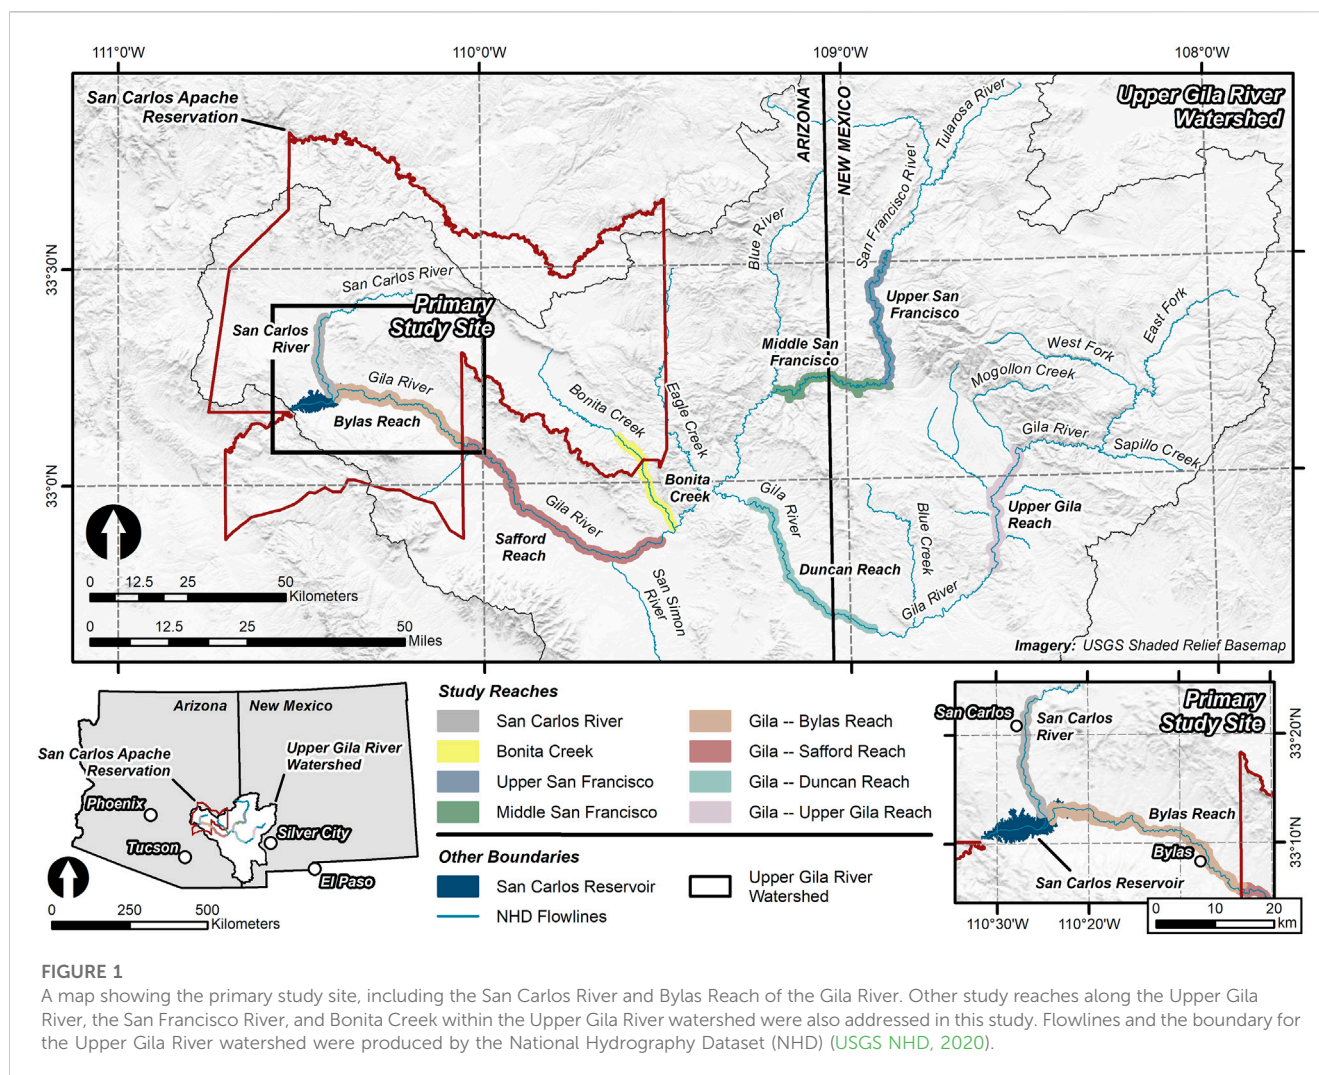 111°0'W
110°0'W
109°0'W
108°0'W
San Carlos Apache
Reservation
ARIZONA
NEW MEXICO
Upper Gila River
Watershed
Tularosa River
San Francisco River
Blue River
33°30'N
33°0'N
San Carlos River
Primary
Study Site
San Carlos
River
Gila River
Bylas Reach
Upper San
Francisco
Middle San
Francisco
East Fork
West Fork
Mogollon Creek
Gila River
Sapillo Creek
Bonita Creek
Eagle Creek
Bonita
Creek
Gila River
Safford
Reach
Gila
River
Duncan Reach
Blue Creek
Upper Gila
Reach
Gila River
San Simon
River
0 12.5 25 50
Kilometers
0 12.5 25 50
Miles
Imagery: USGS Shaded Relief Basemap
Arizona
New Mexico
San Carlos Apache
Reservation
Upper Gila River
Watershed
Phoenix
Tucson
Silver City
El Paso
0 250 500
Kilometers
Study Reaches
San Carlos River
Bonita Creek
Upper San Francisco
Middle San Francisco
Gila -- Bylas Reach
Gila -- Safford Reach
Gila -- Duncan Reach
Gila -- Upper Gila Reach
Other Boundaries
San Carlos Reservoir
NHD Flowlines
Upper Gila River
Watershed
Primary
Study Site
San Carlos
San Carlos
River
33°20'N
33°10'N
Bylas Reach
Bylas
San Carlos Reservoir
110°30'W
110°20'W
0 10 20
km
FIGURE 1
A map showing the primary study site, including the San Carlos River and Bylas Reach of the Gila River. Other study reaches along the Upper Gila
River, the San Francisco River, and Bonita Creek within the Upper Gila River watershed were also addressed in this study. Flowlines and the boundary for
the Upper Gila River watershed were produced by the National Hydrography Dataset (NHD) (USGS NHD, 2020).